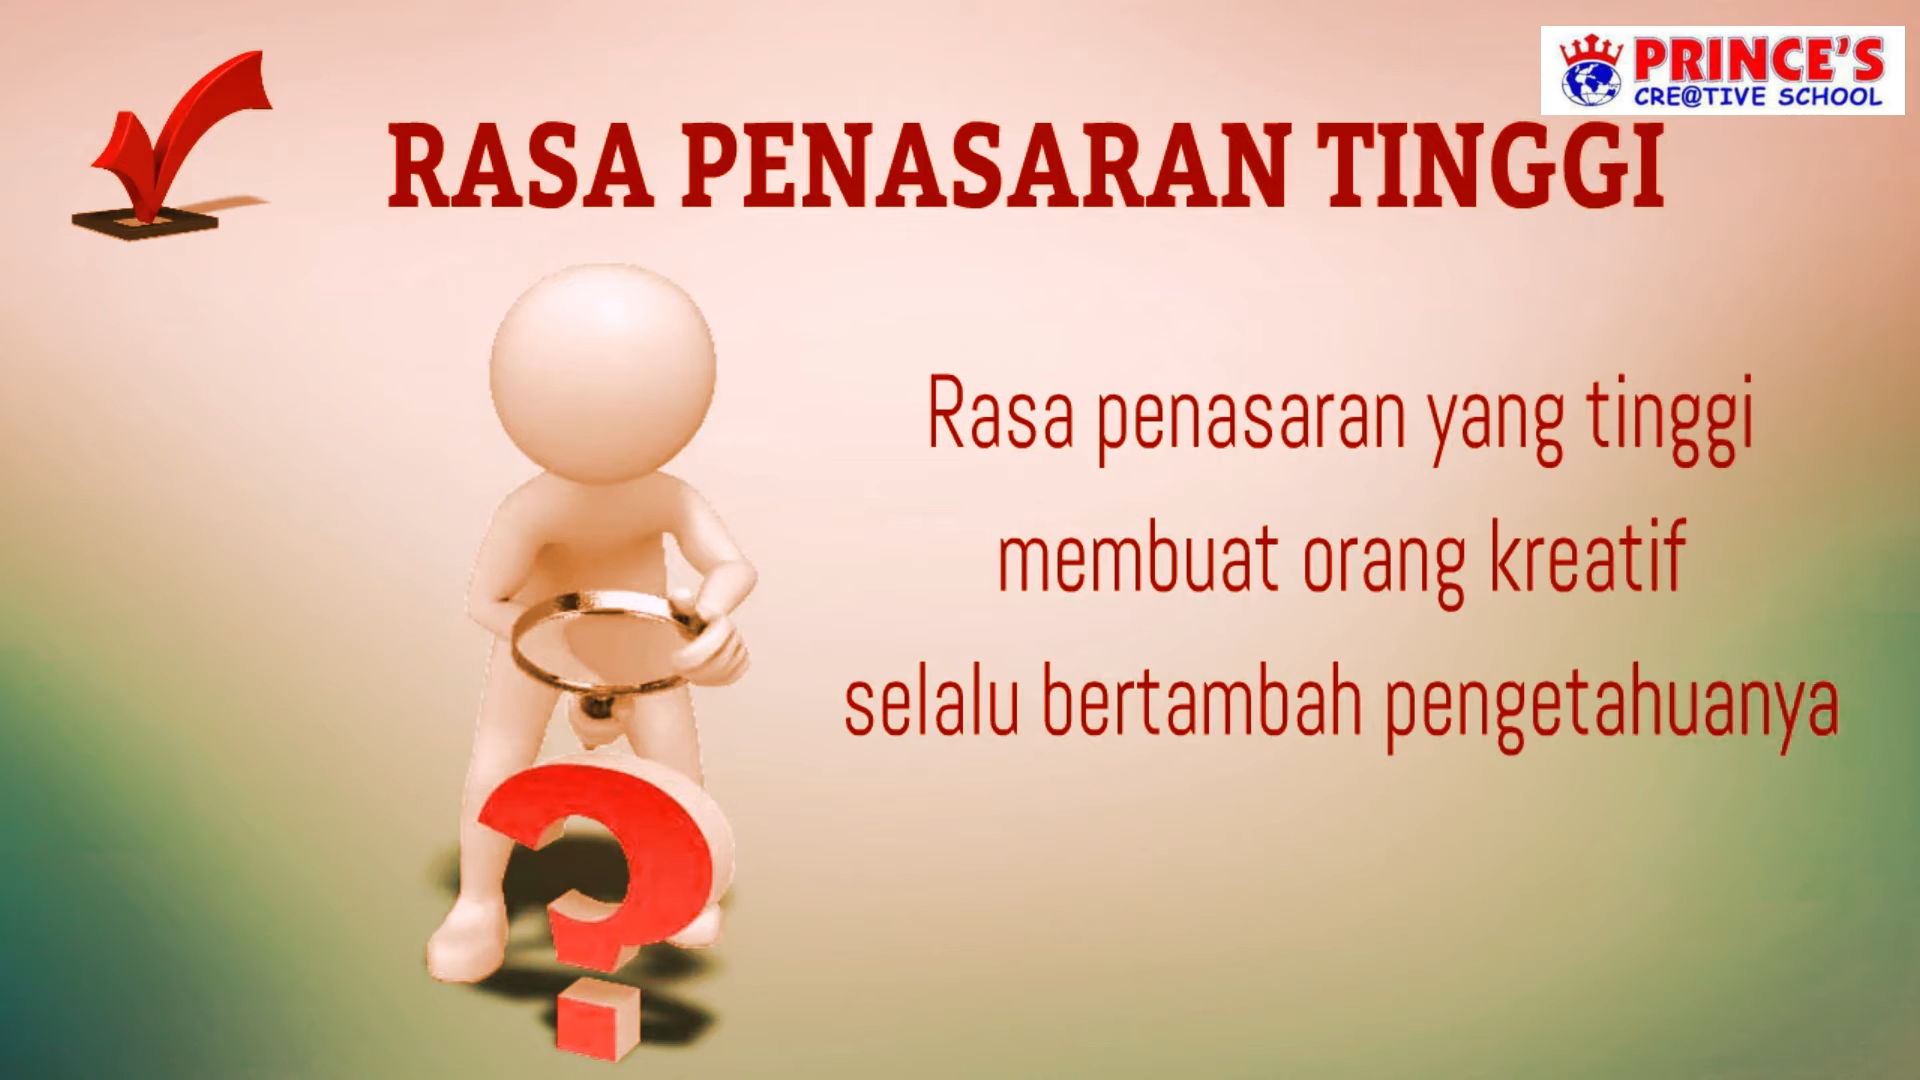 PRINCE'S
CRE@TIVE SCHOOL
RASA PENASARAN TINGGI
Rasa penasaran yang tinggi
membuat orang kreatif
selalu bertambah pengetahuanya